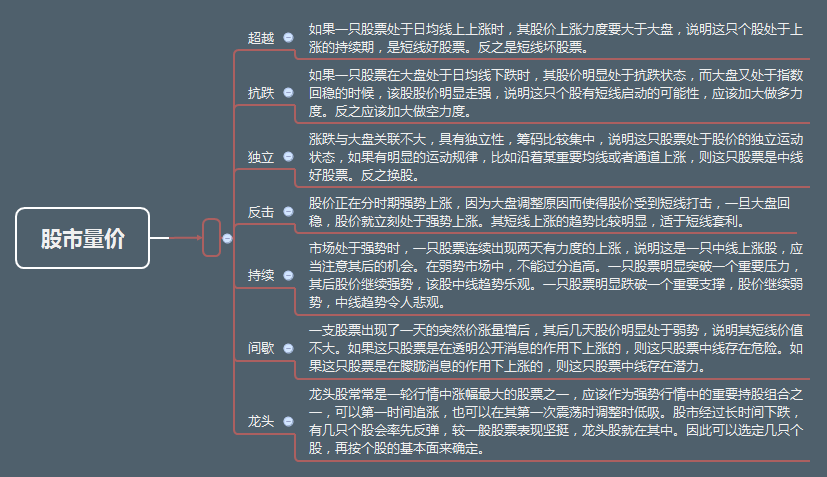 股市量价
超越
如果一只股票处于日均线上上涨时，其股价上涨力度要大于大盘，说明这只个股处于上
涨的持续期，是短线好股票。反之是短线坏股票。
抗跌
如果一只股票在大盘处于日均线下跌时，其股价明显处于抗跌状态，而大盘又处于指数
回稳的时候，该股股价明显走强，说明这只个股有短线启动的可能性，应该加大做多力
度。反之应该加大做空力度。
独立
涨跌与大盘关联不大，具有独立性，筹码比较集中，说明这只股票处于股价的独立运动
状态，如果有明显的运动规律，比如沿着某重要均线或者通道上涨，则这只股票是中线
好股票。反之换股。
反击
股价正在分时期强势上涨，因为大盘调整原因而使得股价受到短线打击，一旦大盘回
稳，股价就立刻处于强势上涨。其短线上涨的趋势比较明显，适于短线套利。
持续
市场处于强势时，一只股票连续出现两天有力度的上涨，说明这是一只中线上涨股，应
当注意其后的机会。在弱势市场中，不能过分追高。一只股票明显突破一个重要压力，
其后股价继续强势，该股中线趋势乐观。一只股票明显跌破一个重要支撑，股价继续弱
势，中线趋势令人悲观。
间歇
一支股票出现了一天的突然价涨量增后，其后几天股价明显处于弱势，说明其短线价值
不大。如果这只股票是在透明公开消息的作用下上涨的，则这只股票中线存在危险。如
果这只股票是在朦胧消息的作用下上涨的，则这只股票中线存在潜力。
龙头
龙头股常常是一轮行情中涨幅最大的股票之一，应该作为强势行情中的重要持股组合之
一，可以第一时间追涨，也可以在其第一次震荡时调整时低吸。股市经过长时间下跌，
有几只个股会率先反弹，较一般股票表现坚挺，龙头股就在其中。因此可以选定几只个
股，再按个股的基本面来确定。